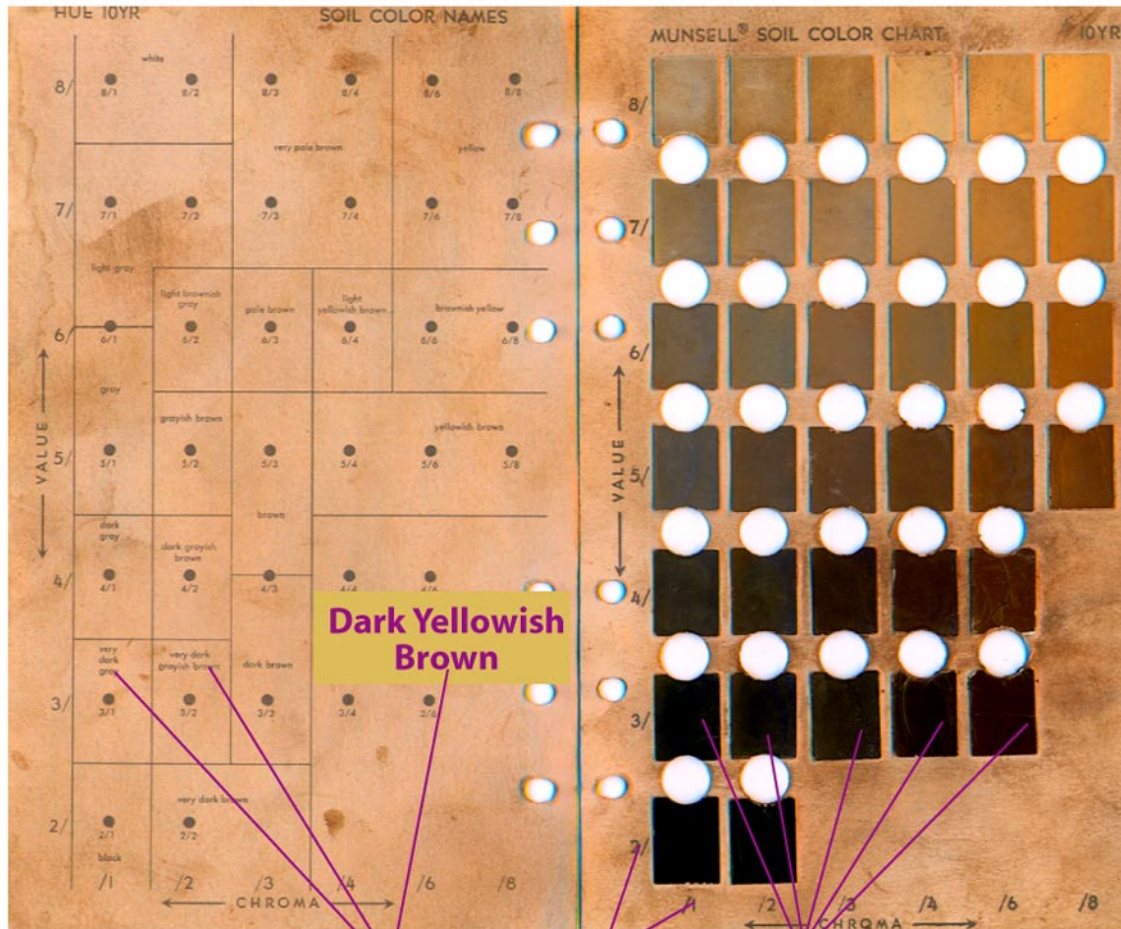 HUE 10YR
SOIL COLOR NAMES
white
8/
8/1
8/2
8/3
8/4
8/6
8/8
very pale brown
yellow
7/
7/1
7/2
7/3
7/4
7/6
7/8
light gray
light brownish
gray
pale brown
light
yellowish brown
brownish yellow
6/
6/1
6/2
6/3
6/4
6/6
6/8
gray
grayish brown
yellowish brown
5/
5/1
5/2
5/3
5/4
5/6
5/8
VALUE
brown
dark
gray
dark grayish
brown
4/
4/1
4/2
4/3
4/4
4/6
Dark Yellowish
Brown
very
dark
gray
very dark
grayish brown
dark brown
3/
3/1
3/2
3/3
3/4
3/6
very dark brown
2/
2/1
2/2
black
/1
/2
/3
/4
/6
/8
CHROMA
MUNSELL® SOIL COLOR CHART
10YR
8/
7/
6/
5/
VALUE
4/
3/
2/
/1
/2
/3
/4
/6
/8
CHROMA